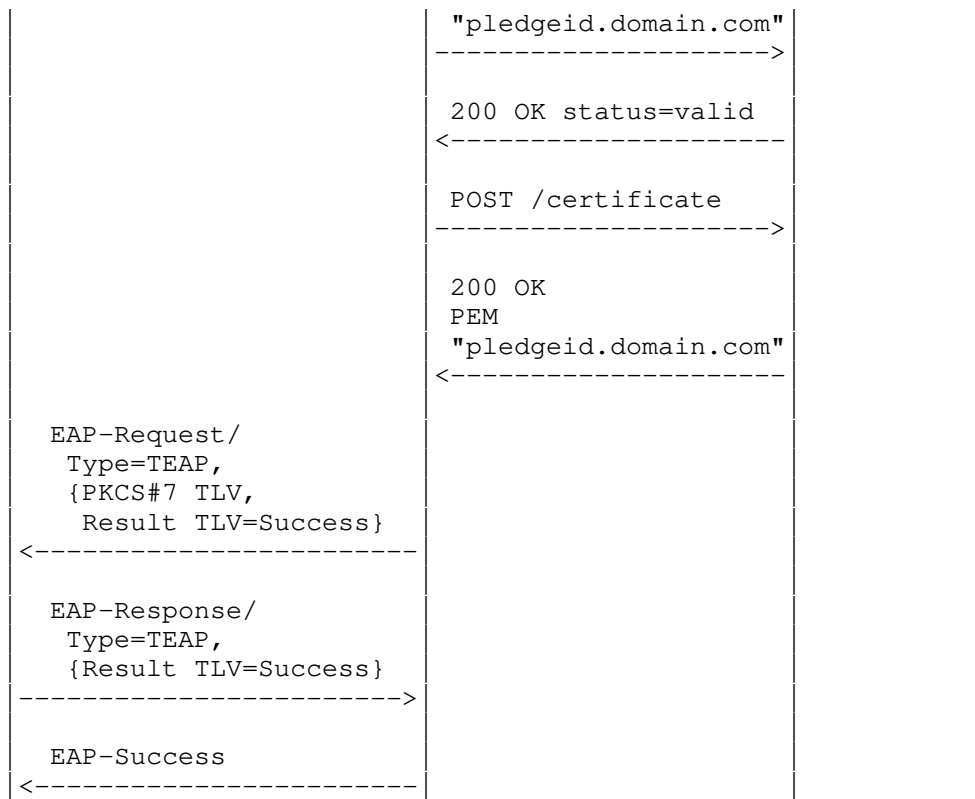 "pledgeid.domain.com"
--------------------->
200 OK status=valid
<---------------------
POST /certificate
--------------------->
200 OK
PEM
"pledgeid.domain.com"
<---------------------
EAP-Request/
Type=TEAP,
{PKCS#7 TLV,
Result TLV=Success}
<------------------------
EAP-Response/
Type=TEAP,
{Result TLV=Success}
------------------------>
EAP-Success
<------------------------